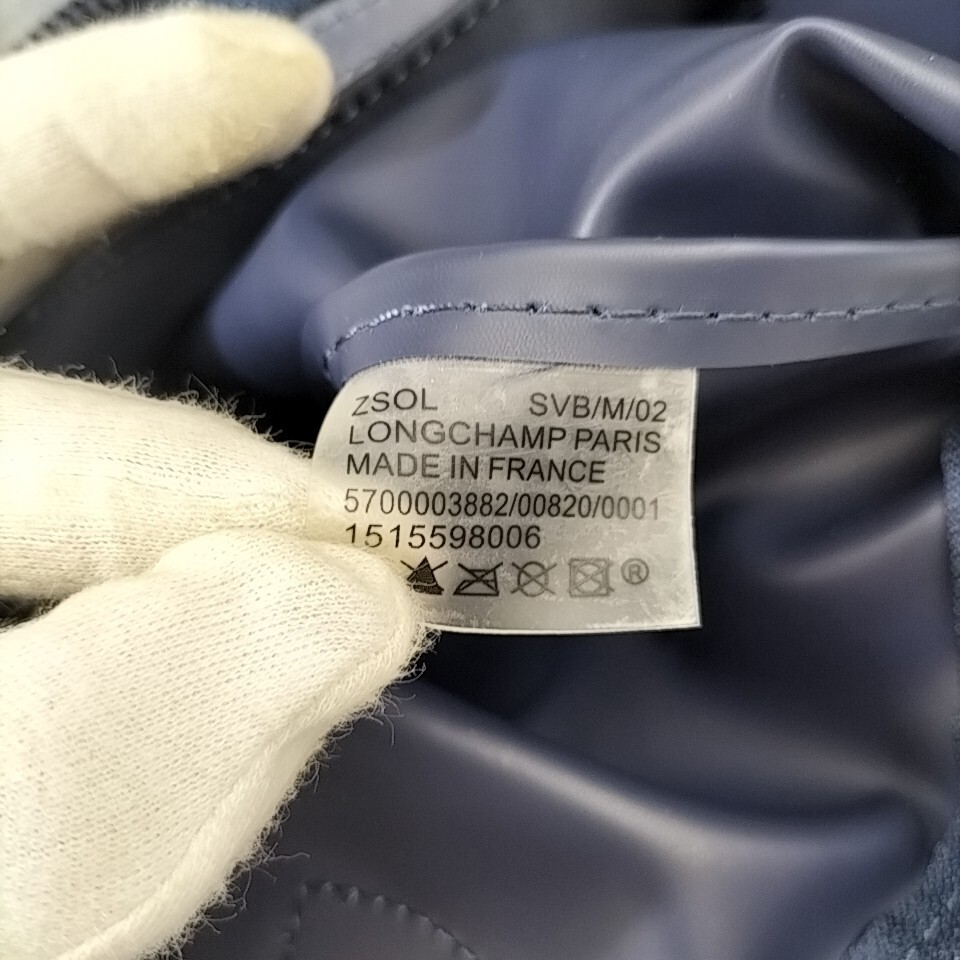 ZSOL SVB/M/02
LONGCHAMP PARIS
MADE IN FRANCE
5700003882/00820/0001
1515598006
®